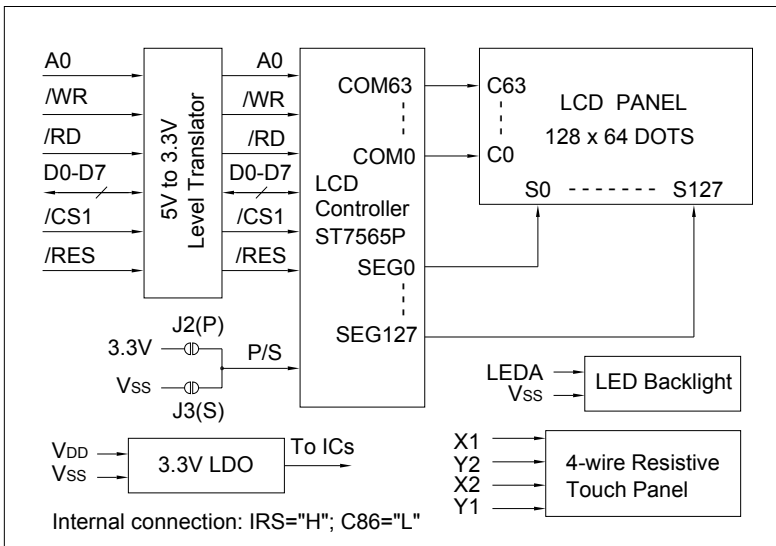 A0
/WR
/RD
D0-D7
/CS1
/RES
5V to 3.3V
Level Translator
A0
/WR
/RD
D0-D7
/CS1
/RES
LCD
Controller
ST7565P
COM63
COM0
SEG0
SEG127
C63
C0
LCD PANEL
128 x 64 DOTS
S0
S127
J2(P)
3.3V
P/S
VSS
J3(S)
LEDA
VSS
LED Backlight
VDD
VSS
3.3V LDO
To ICs
X1
Y2
X2
Y1
4-wire Resistive
Touch Panel
Internal connection: IRS="H"; C86="L"